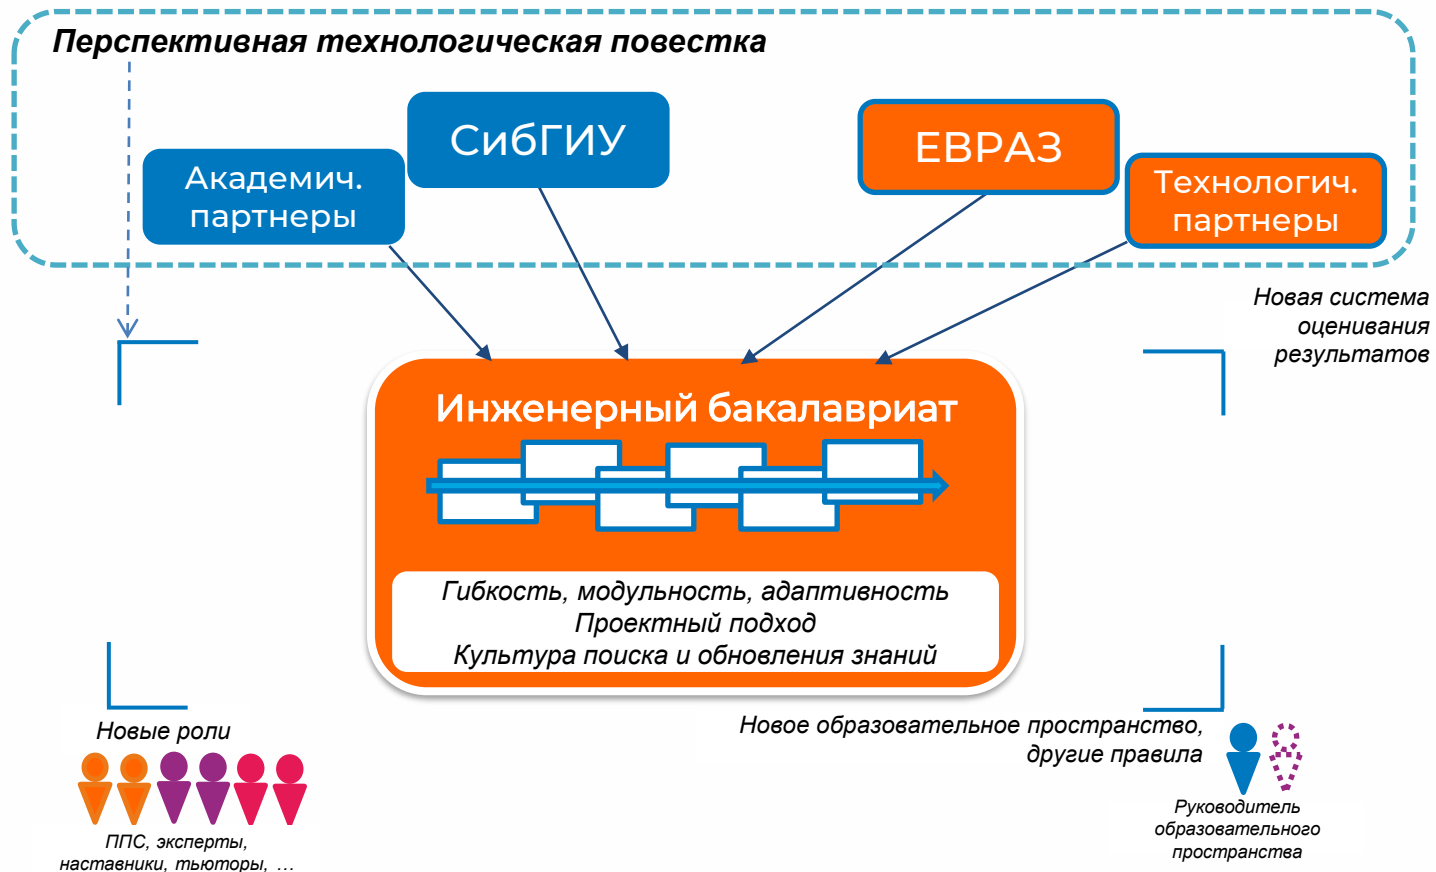 Перспективная технологическая повестка
СибГИУ
ЕВРАЗ
Академич.
партнеры
Технологич.
партнеры
Новая система
оценивания
результатов
Инженерный бакалавриат
Гибкость, модульность, адаптивность
Проектный подход
Культура поиска и обновления знаний
Новые роли
Новое образовательное пространство,
другие правила
ППС, эксперты,
наставники, тьюторы, …
Руководитель
образовательного
пространства